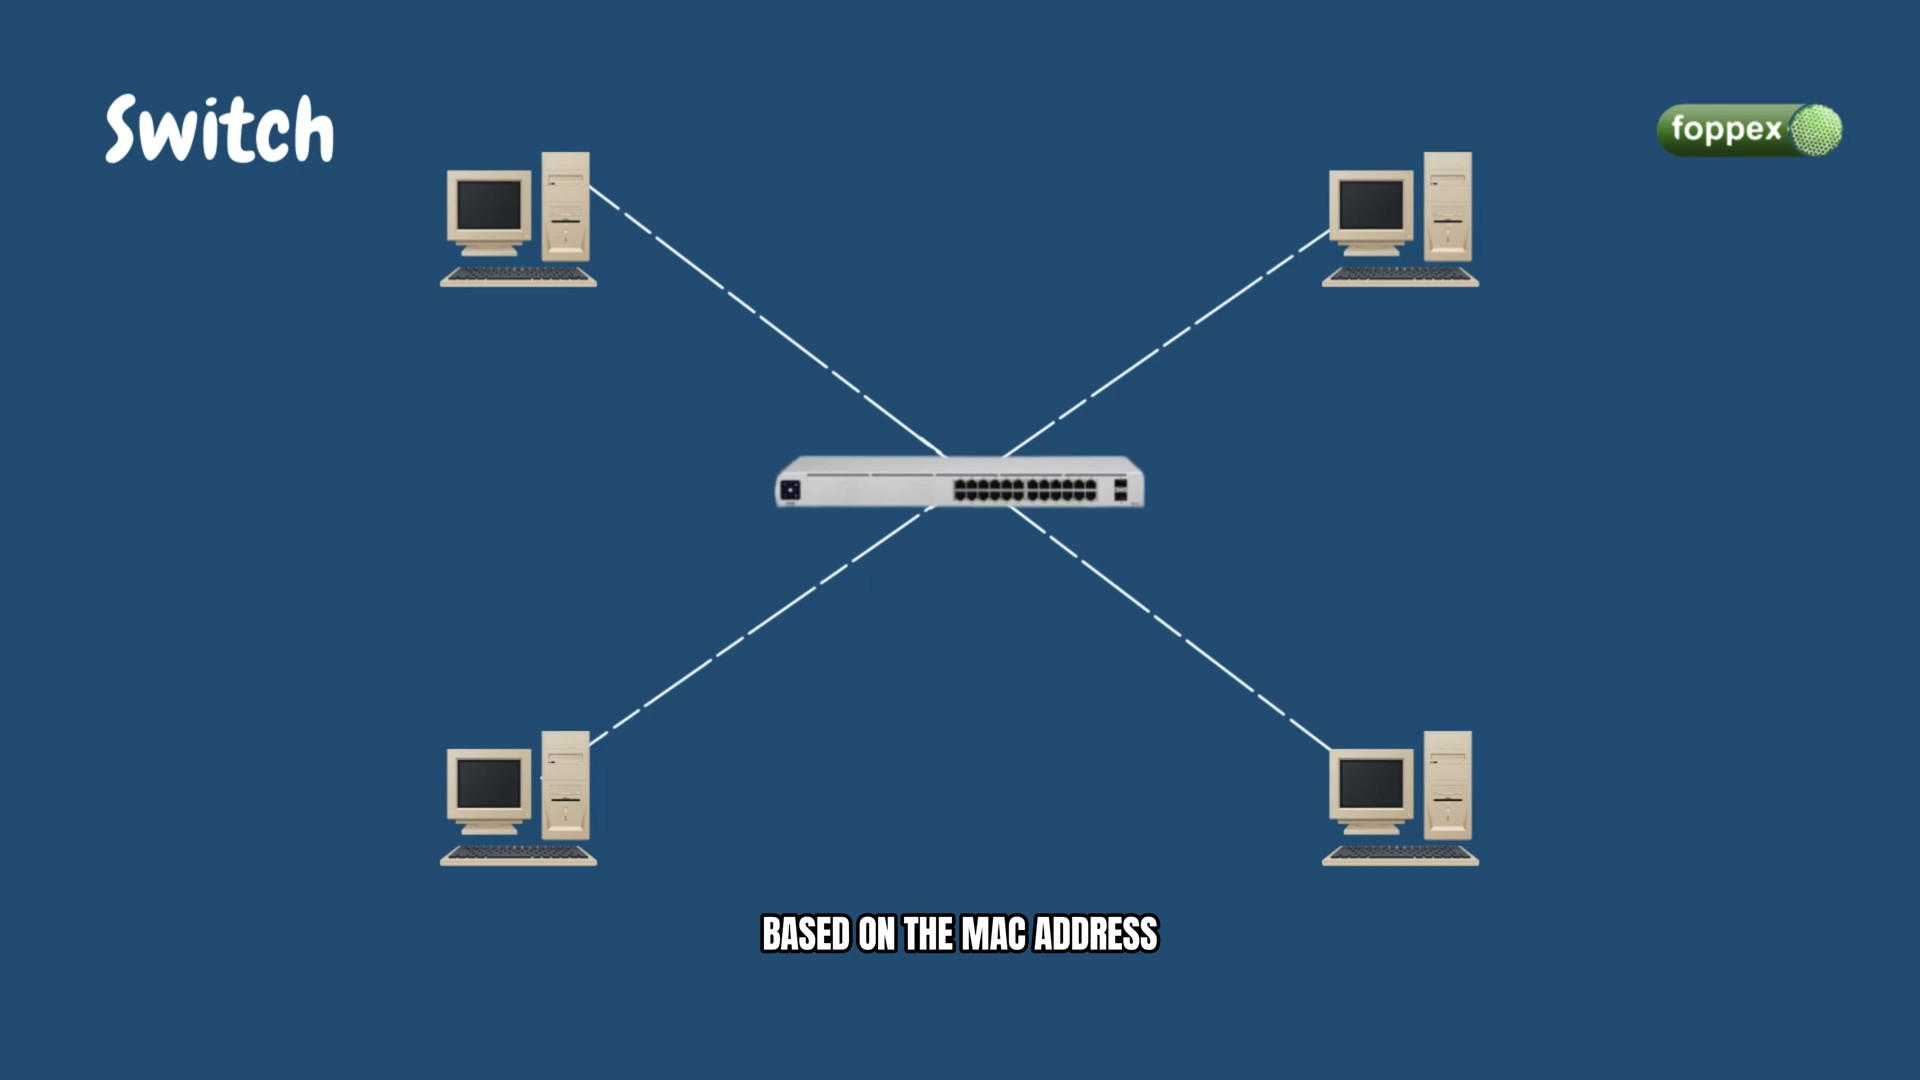 Switch
foppex
BASED ON THE MAC ADDRESS